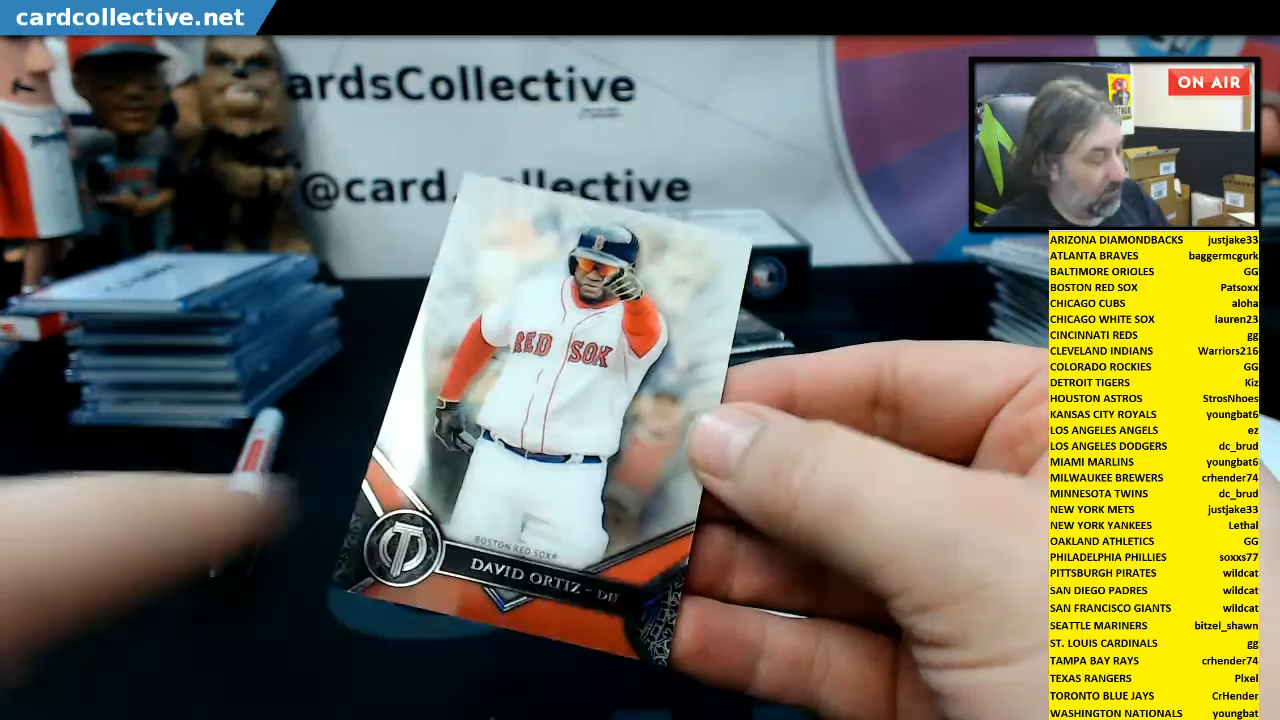 cardcollective.net
ardsCollective
@card. llective
ON AIR
RED SOX
BOSTON RED SOX
DAVID ORTIZ - DH
ARIZONA DIAMONDBACKS justjake33
ATLANTA BRAVES baggermcgurk
BALTIMORE ORIOLES GG
BOSTON RED SOX Patsoxx
CHICAGO CUBS aloha
CHICAGO WHITE SOX lauren23
CINCINNATI REDS gg
CLEVELAND INDIANS Warriors216
COLORADO ROCKIES GG
DETROIT TIGERS Kiz
HOUSTON ASTROS StrosNhoes
KANSAS CITY ROYALS youngbat6
LOS ANGELES ANGELS ez
LOS ANGELES DODGERS dc_brud
MIAMI MARLINS youngbat6
MILWAUKEE BREWERS crhender74
MINNESOTA TWINS dc_brud
NEW YORK METS justjake33
NEW YORK YANKEES Lethal
OAKLAND ATHLETICS GG
PHILADELPHIA PHILLIES soxxs77
PITTSBURGH PIRATES wildcat
SAN DIEGO PADRES wildcat
SAN FRANCISCO GIANTS wildcat
SEATTLE MARINERS bitzel_shawn
ST. LOUIS CARDINALS gg
TAMPA BAY RAYS crhender74
TEXAS RANGERS Plxel
TORONTO BLUE JAYS CrHender
WASHINGTON NATIONALS youngbat